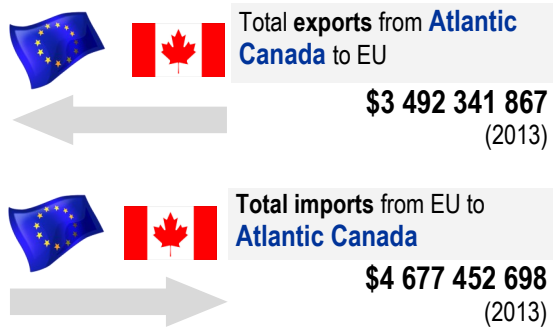 Total exports from Atlantic
Canada to EU
$3 492 341 867
(2013)
Total imports from EU to
Atlantic Canada
$4 677 452 698
(2013)